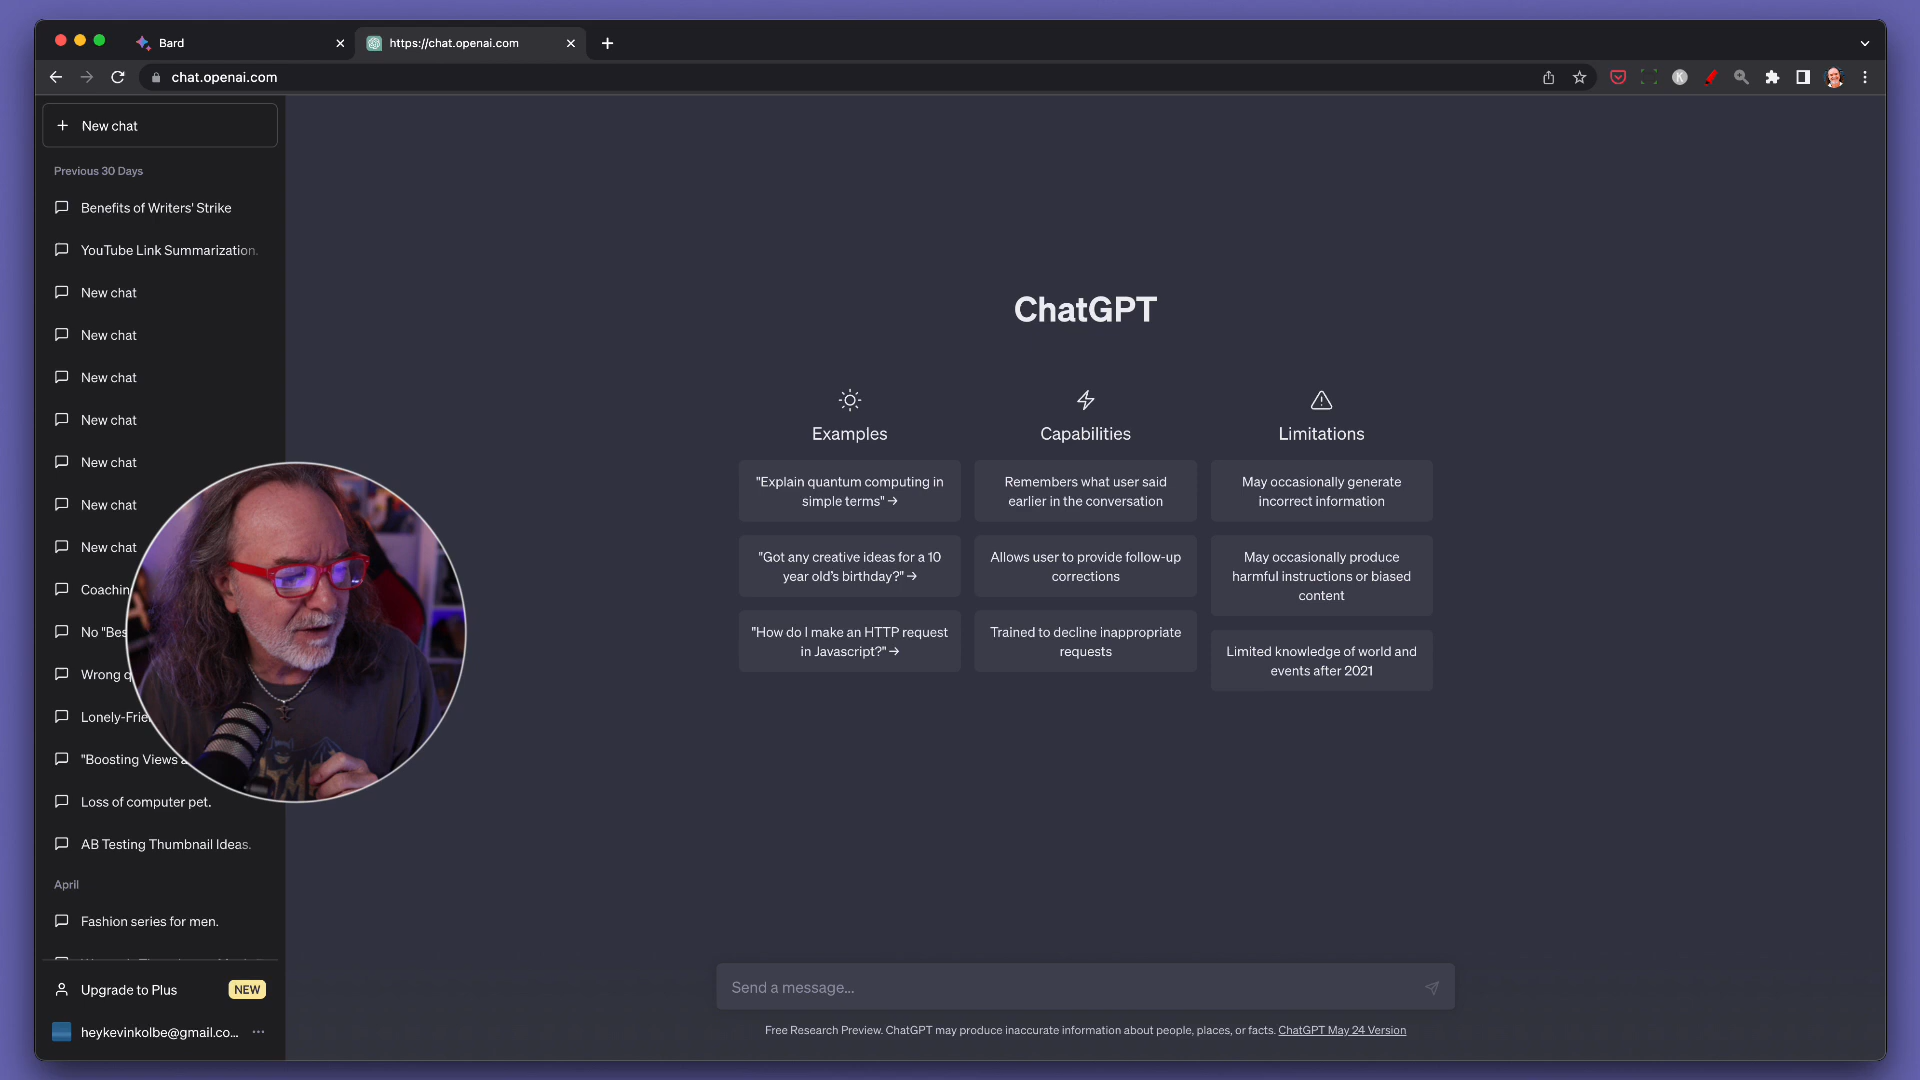 Bard
https://chat.openai.com
chat.openai.com
K
New chat
Previous 30 Days
Benefits of Writers' Strike
YouTube Link Summarization.
New chat
New chat
New chat
New chat
New chat
New chat
New chat
Coachin
No "Bes
Wrong q
Lonely-Frie
"Boosting Views a
Loss of computer pet.
AB Testing Thumbnail Ideas.
April
Fashion series for men.
Upgrade to Plus NEW
heykevinkolbe@gmail.co...
ChatGPT
Examples
"Explain quantum computing in
simple terms" →
"Got any creative ideas for a 10
year old's birthday?" →
"How do I make an HTTP request
in Javascript?" →
Capabilities
Remembers what user said
earlier in the conversation
Allows user to provide follow-up
corrections
Trained to decline inappropriate
requests
Limitations
May occasionally generate
incorrect information
May occasionally produce
harmful instructions or biased
content
Limited knowledge of world and
events after 2021
Send a message...
Free Research Preview. ChatGPT may produce inaccurate information about people, places, or facts. ChatGPT May 24 Version